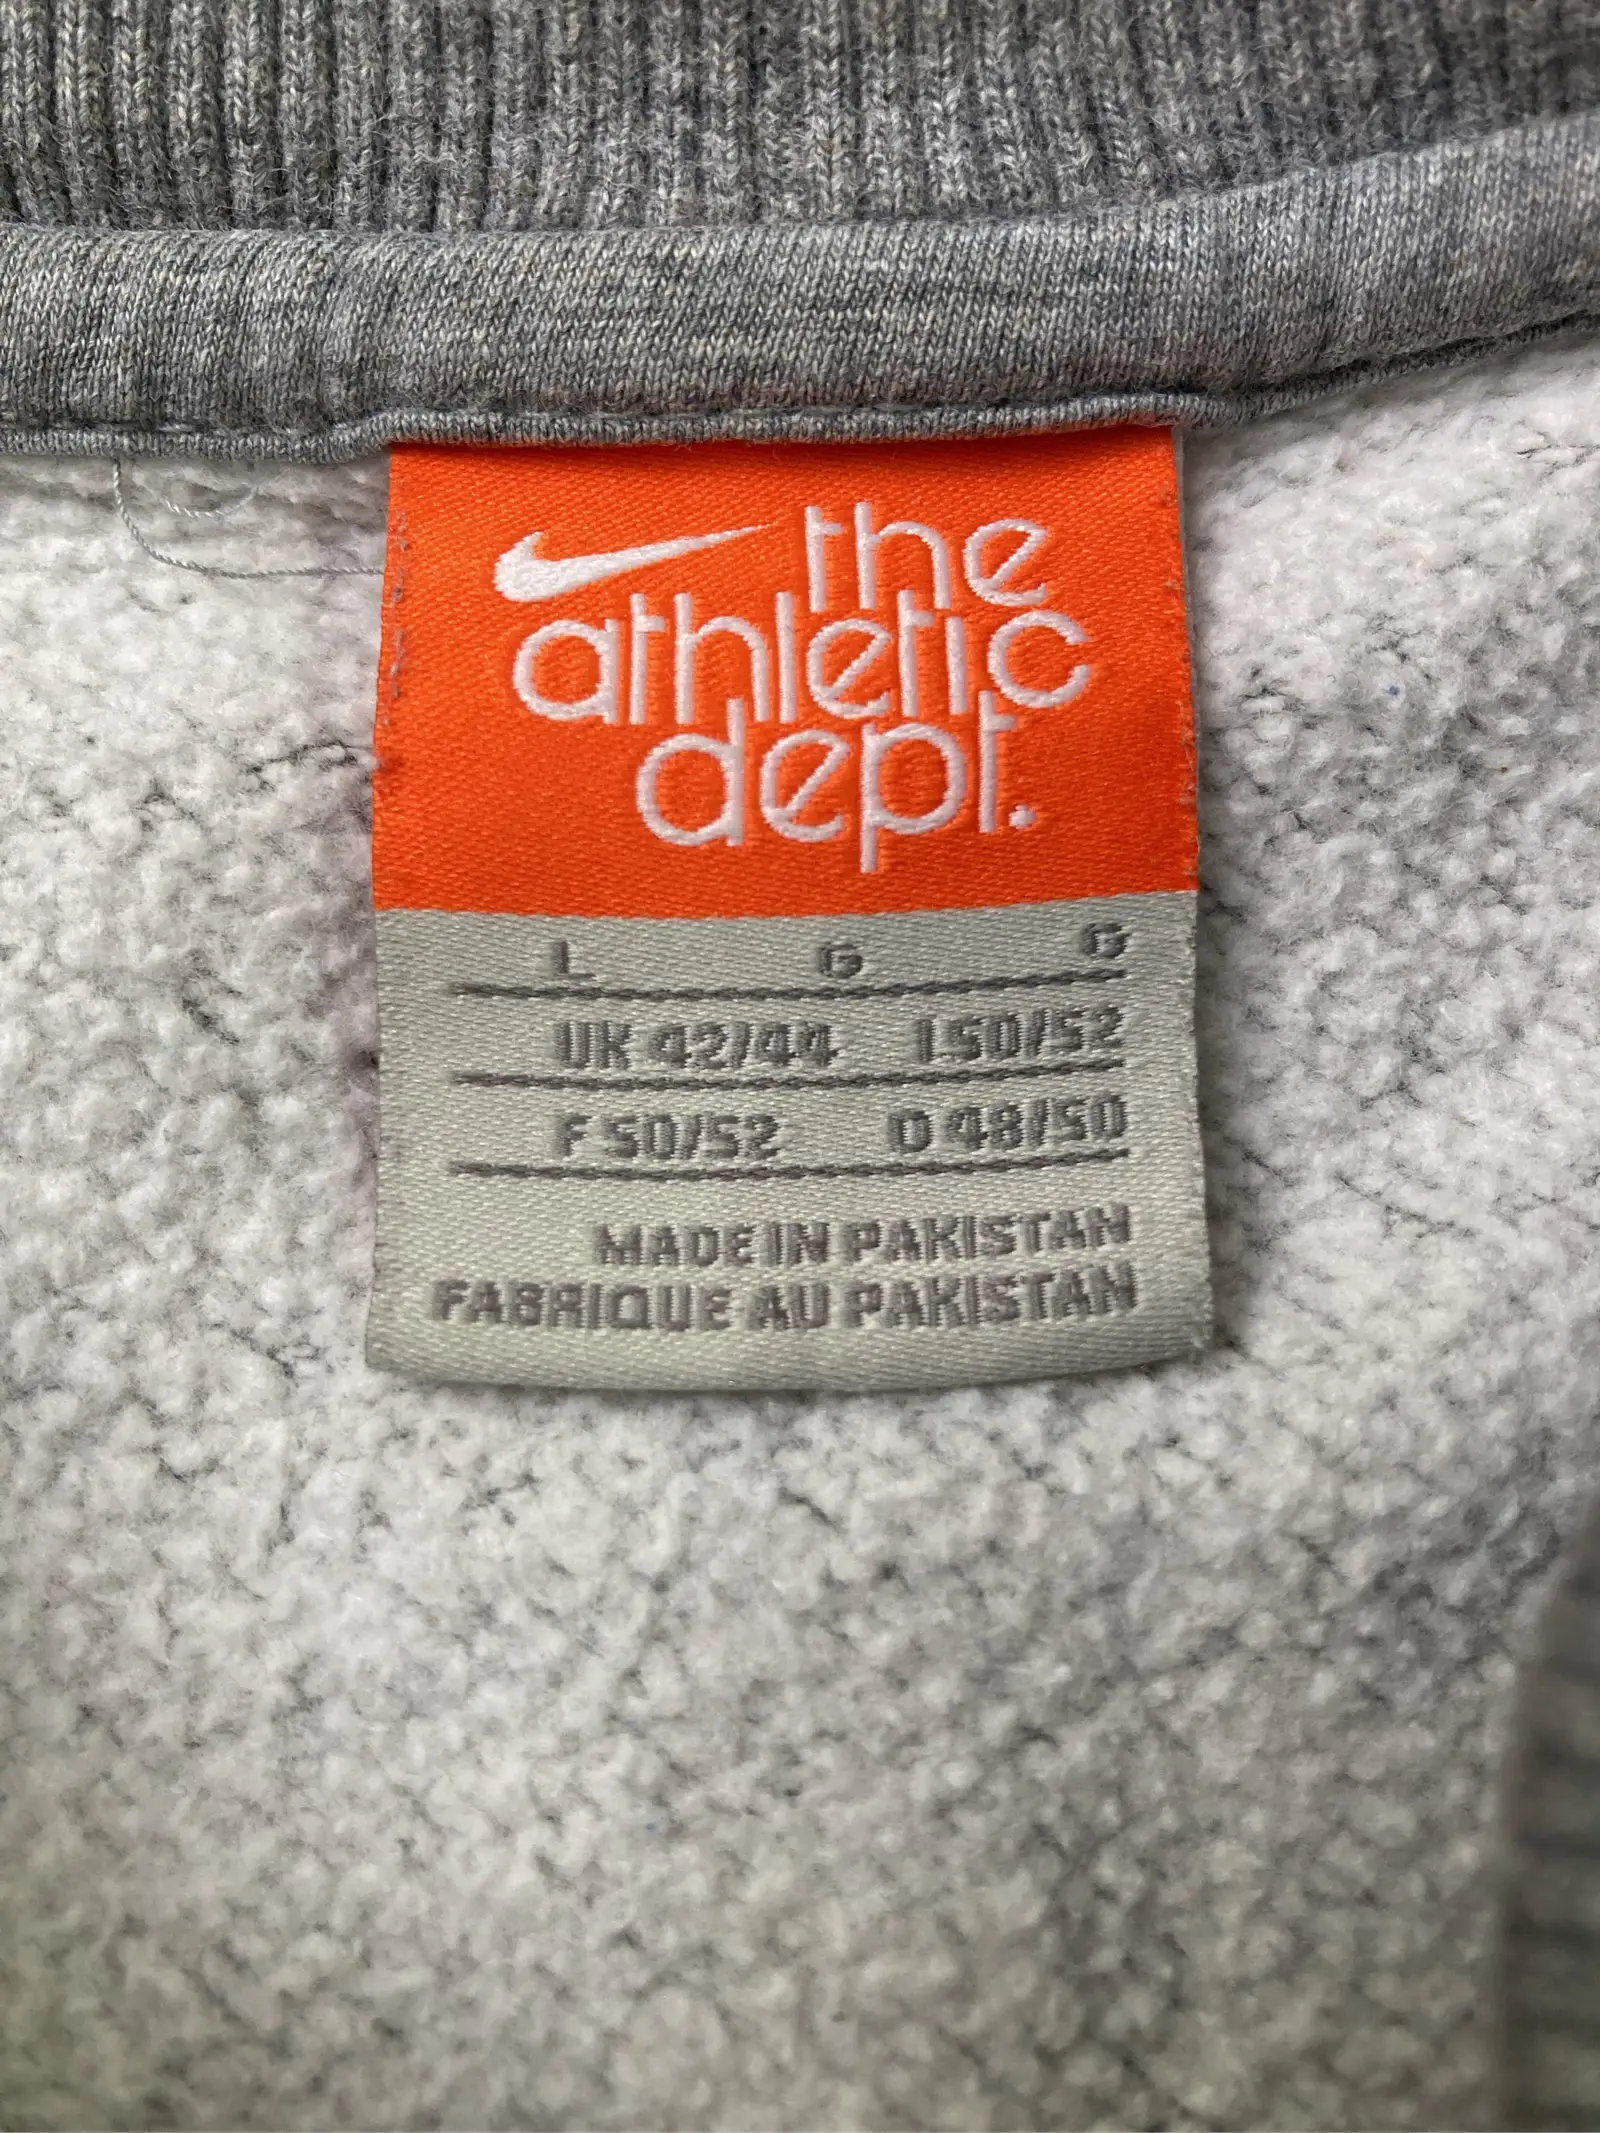 the
athletic
dept.
L G G
UK 42/44 I 50/52
F 50/52 D 48/50
MADE IN PAKISTAN
FABRIQUE AU PAKISTAN